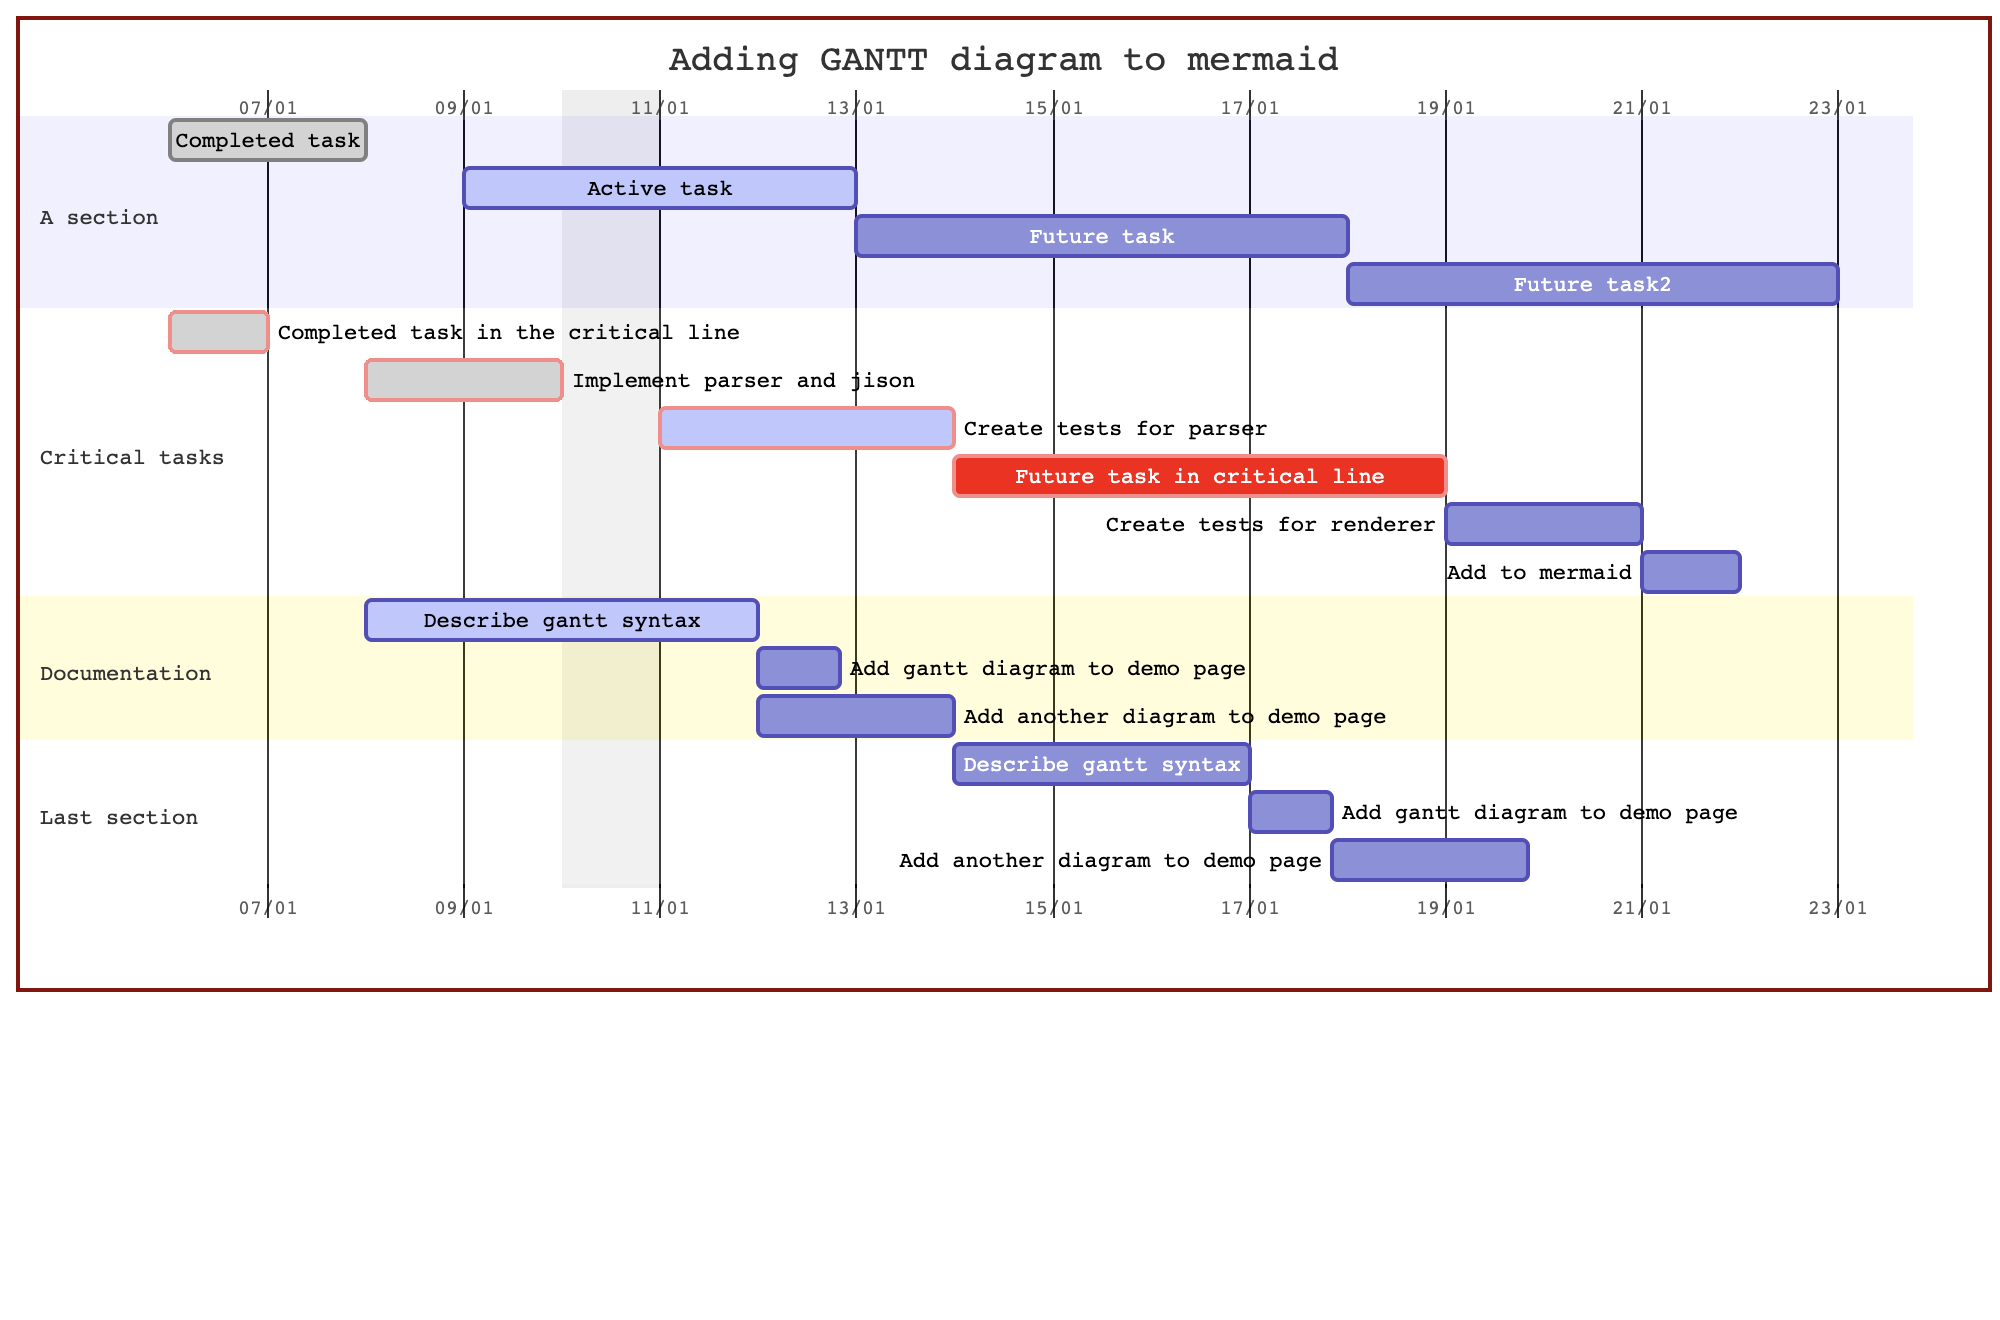 Adding GANTT diagram to mermaid
07/01 09/01 11/01 13/01 15/01 17/01 19/01 21/01 23/01
Completed task
Active task
A section
Future task
Future task2
Completed task in the critical line
Implement parser and jison
Create tests for parser
Critical tasks
Future task in critical line
Create tests for renderer
Add to mermaid
Describe gantt syntax
Documentation
Add gantt diagram to demo page
Add another diagram to demo page
Describe gantt syntax
Last section
Add gantt diagram to demo page
Add another diagram to demo page
07/01 09/01 11/01 13/01 15/01 17/01 19/01 21/01 23/01